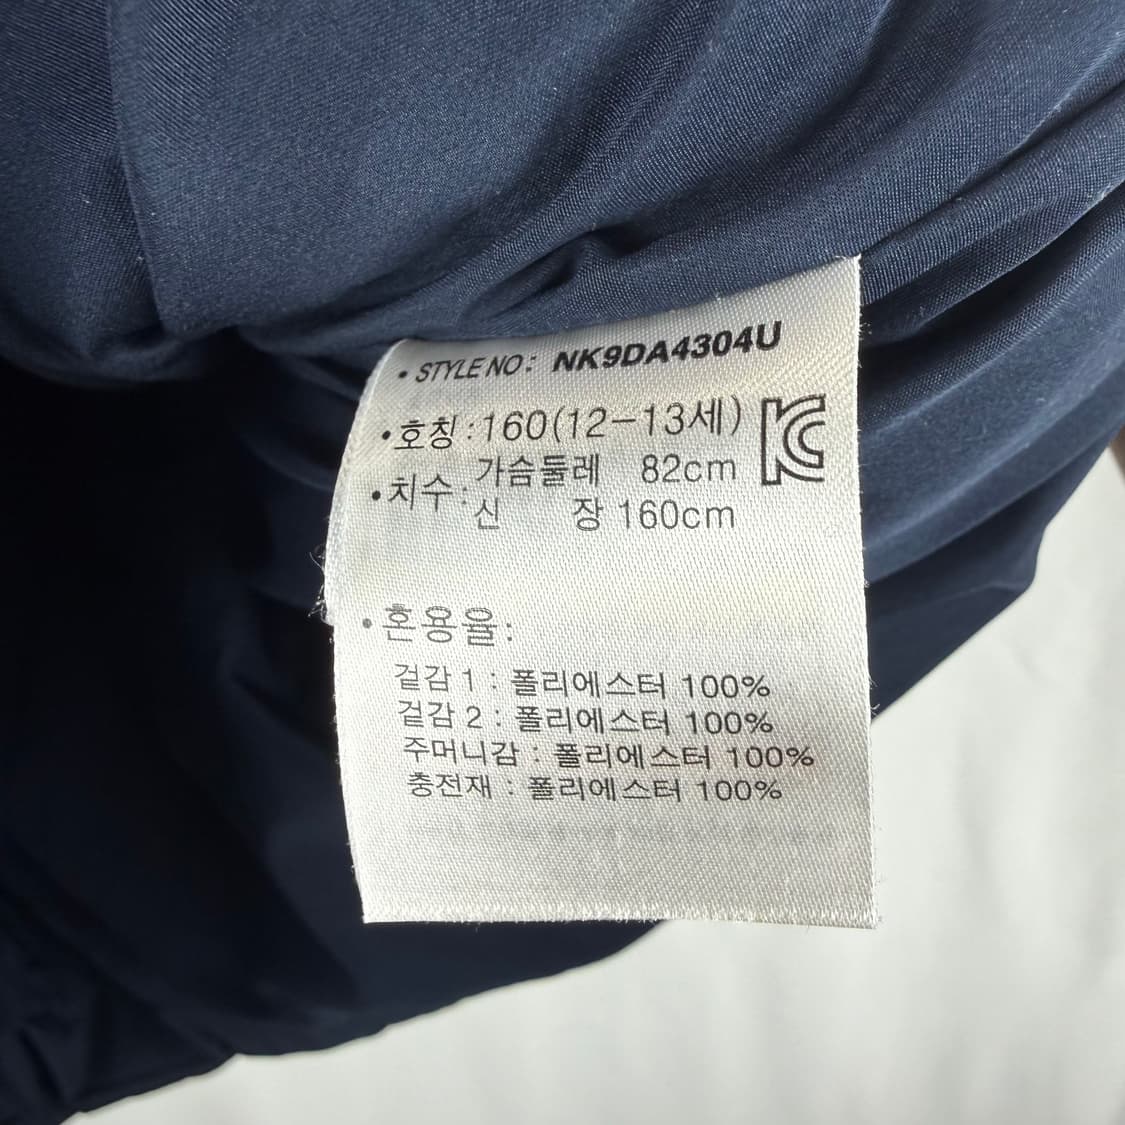 • STYLE NO: NK9DA4304U
• 호칭 : 160(12-13세)
• 치수 : 가슴둘레 82cm
신 장 160cm
• 혼용율:
겉감 1 : 폴리에스터 100%
겉감 2 : 폴리에스터 100%
주머니감 : 폴리에스터 100%
충전재 : 폴리에스터 100%